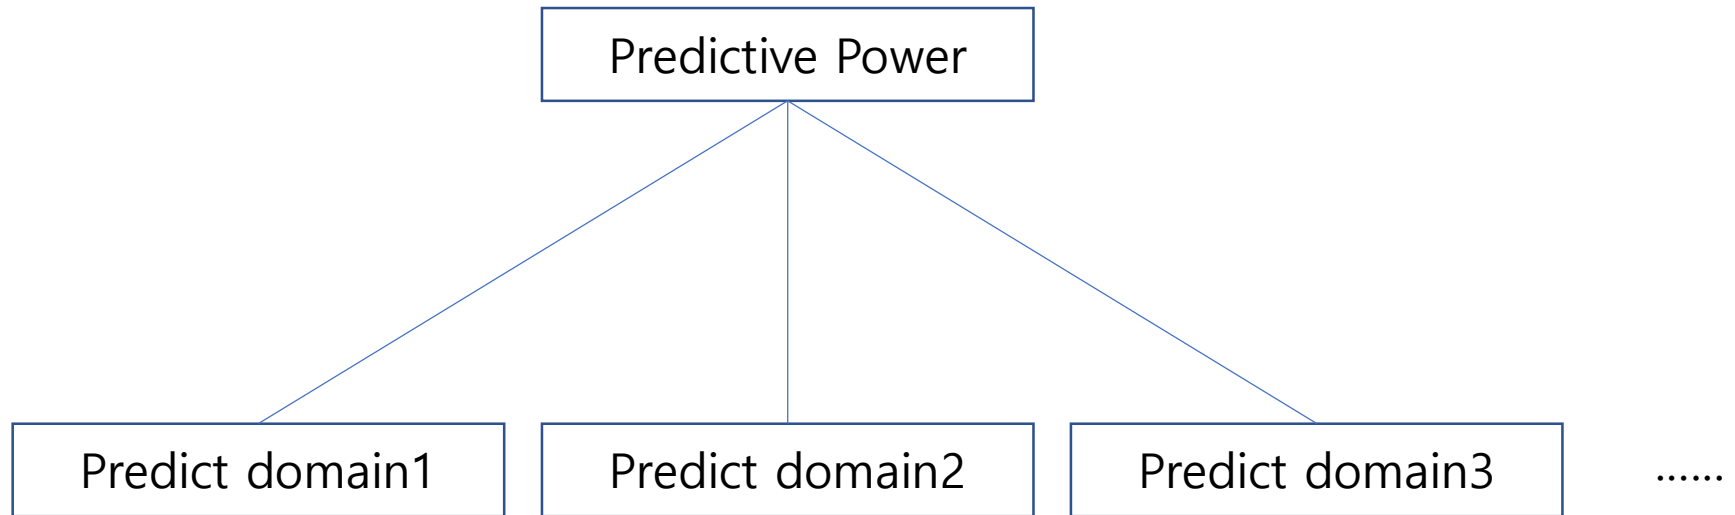 Predictive Power
Predict domain1
Predict domain2
Predict domain3
......